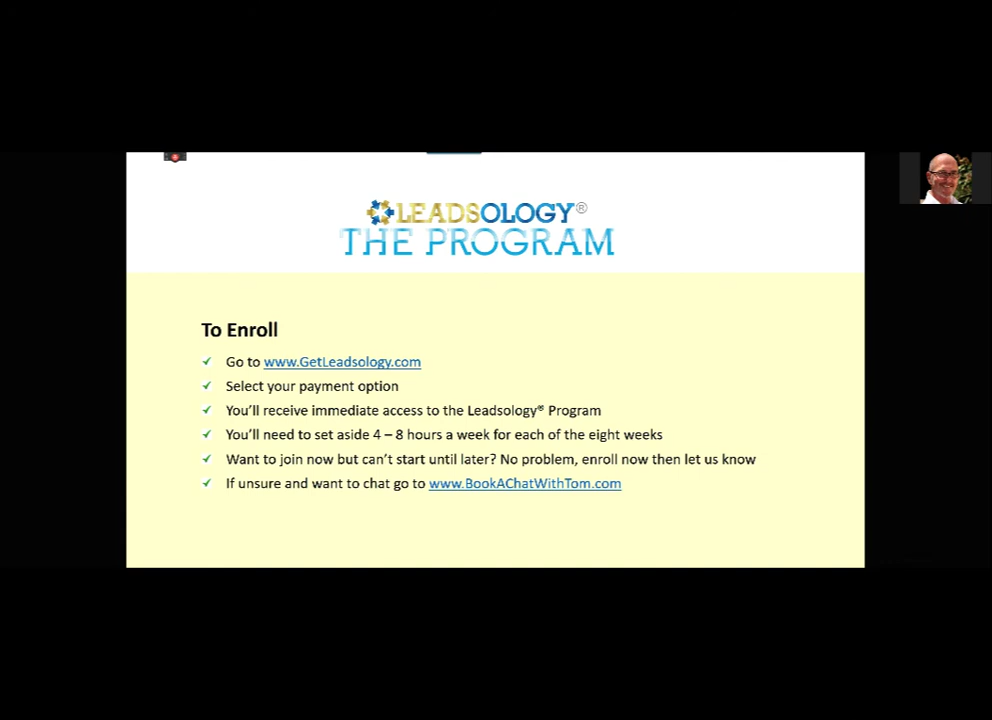 LEADSOLOGY®
THE PROGRAM
To Enroll
✓ Go to www.GetLeadsology.com
✓ Select your payment option
✓ You'll receive immediate access to the Leadsology® Program
✓ You'll need to set aside 4 – 8 hours a week for each of the eight weeks
✓ Want to join now but can't start until later? No problem, enroll now then let us know
✓ If unsure and want to chat go to www.BookAChatWithTom.com